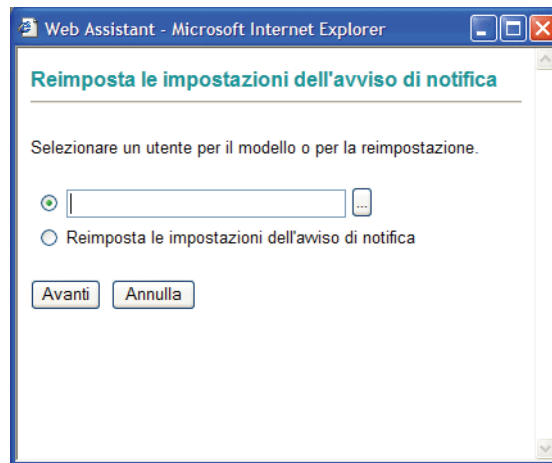 Web Assistant - Microsoft Internet Explorer
Reimposta le impostazioni dell'avviso di notifica
Selezionare un utente per il modello o per la reimpostazione.
...
Reimposta le impostazioni dell'avviso di notifica
Avanti Annulla